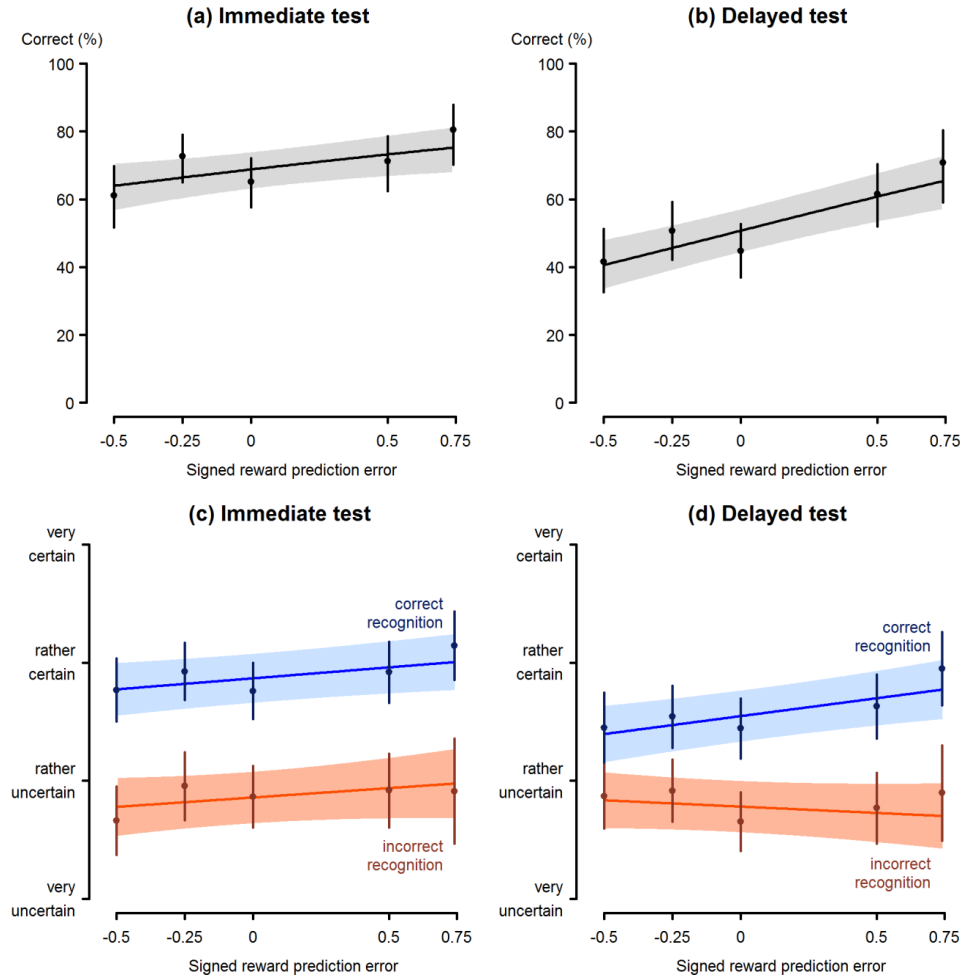 (a) Immediate test
Correct (%)
100
80
60
40
20
0
-0.5 -0.25 0 0.5 0.75
Signed reward prediction error
(b) Delayed test
Correct (%)
100
80
60
40
20
0
-0.5 -0.25 0 0.5 0.75
Signed reward prediction error
(c) Immediate test
very
certain
rather
certain
rather
uncertain
very
uncertain
correct
recognition
incorrect
recognition
-0.5 -0.25 0 0.5 0.75
Signed reward prediction error
(d) Delayed test
very
certain
rather
certain
rather
uncertain
very
uncertain
correct
recognition
incorrect
recognition
-0.5 -0.25 0 0.5 0.75
Signed reward prediction error